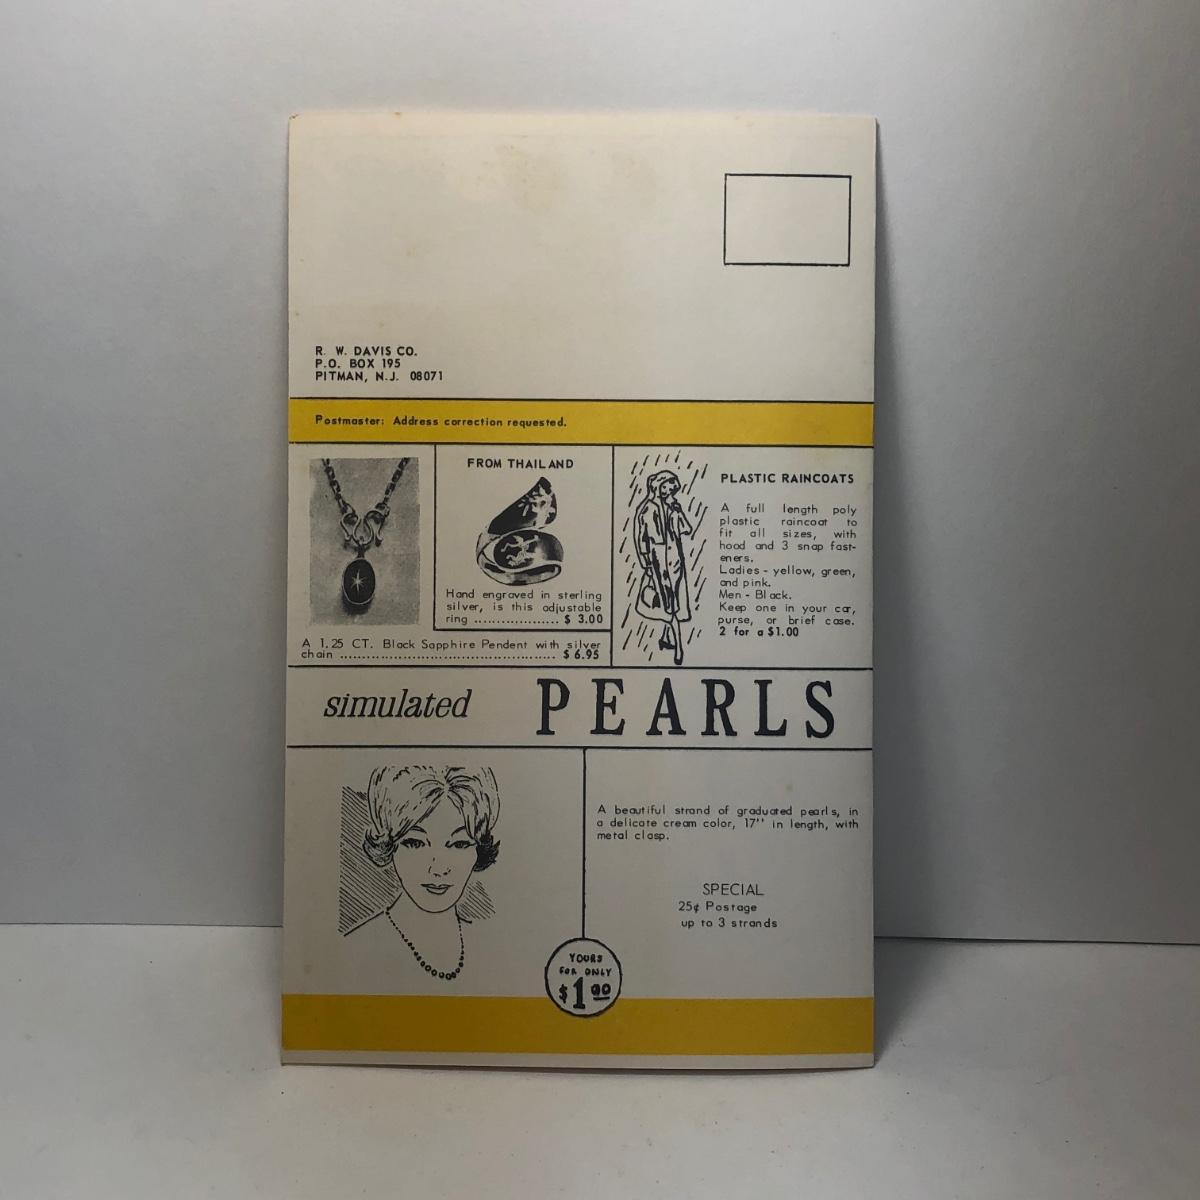 R. W. DAVIS CO.
P.O. BOX 195
PITMAN, N.J. 08071
Postmaster: Address correction requested.
FROM THAILAND
Hand engraved in sterling
silver, is this adjustable
ring ................... $ 3.00
A 1.25 CT. Black Sapphire Pendent with silver
chain ................................................ $ 6.95
PLASTIC RAINCOATS
A full length poly
plastic raincoat to
fit all sizes, with
hood and 3 snap fast-
eners.
Ladies - yellow, green,
and pink.
Men - Black.
Keep one in your car,
purse, or brief case.
2 for a $1.00
simulated PEARLS
A beautiful strand of graduated pearls, in
a delicate cream color, 17'' in length, with
metal clasp.
SPECIAL
25¢ Postage
up to 3 strands
YOURS
FOR ONLY
$1.00